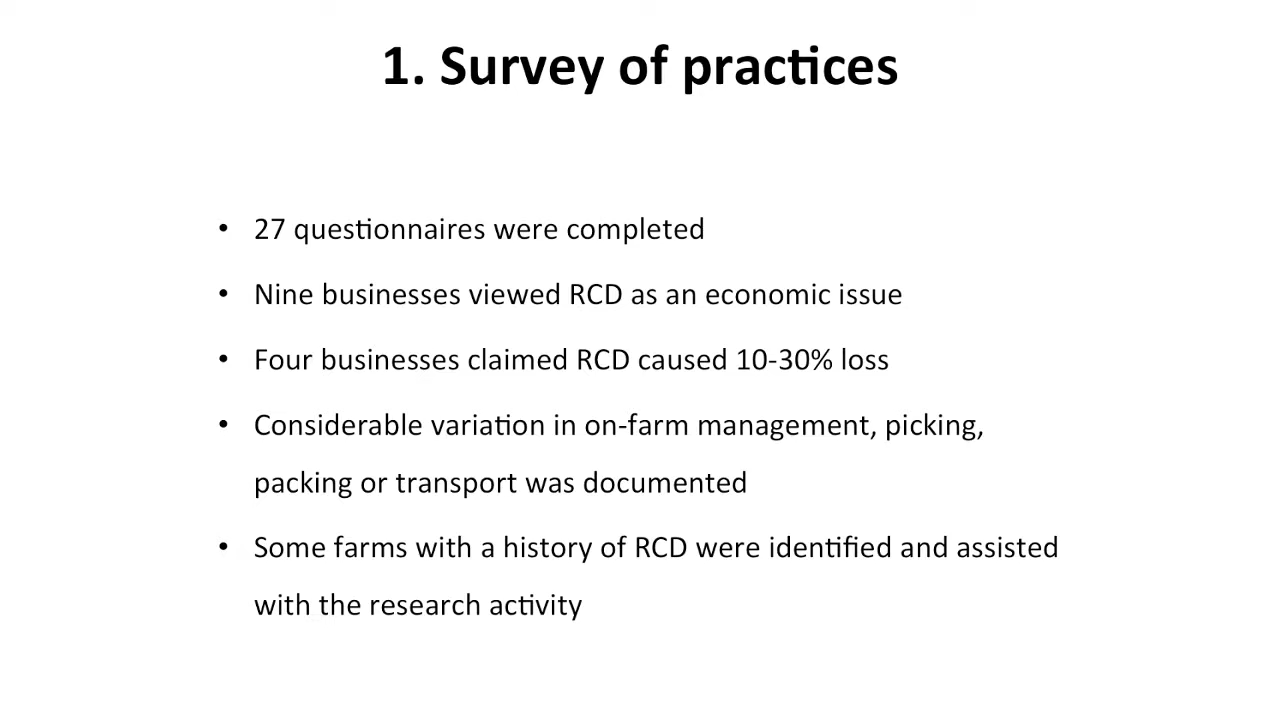 1. Survey of practices
• 27 questionnaires were completed
• Nine businesses viewed RCD as an economic issue
• Four businesses claimed RCD caused 10-30% loss
• Considerable variation in on-farm management, picking,
packing or transport was documented
• Some farms with a history of RCD were identified and assisted
with the research activity